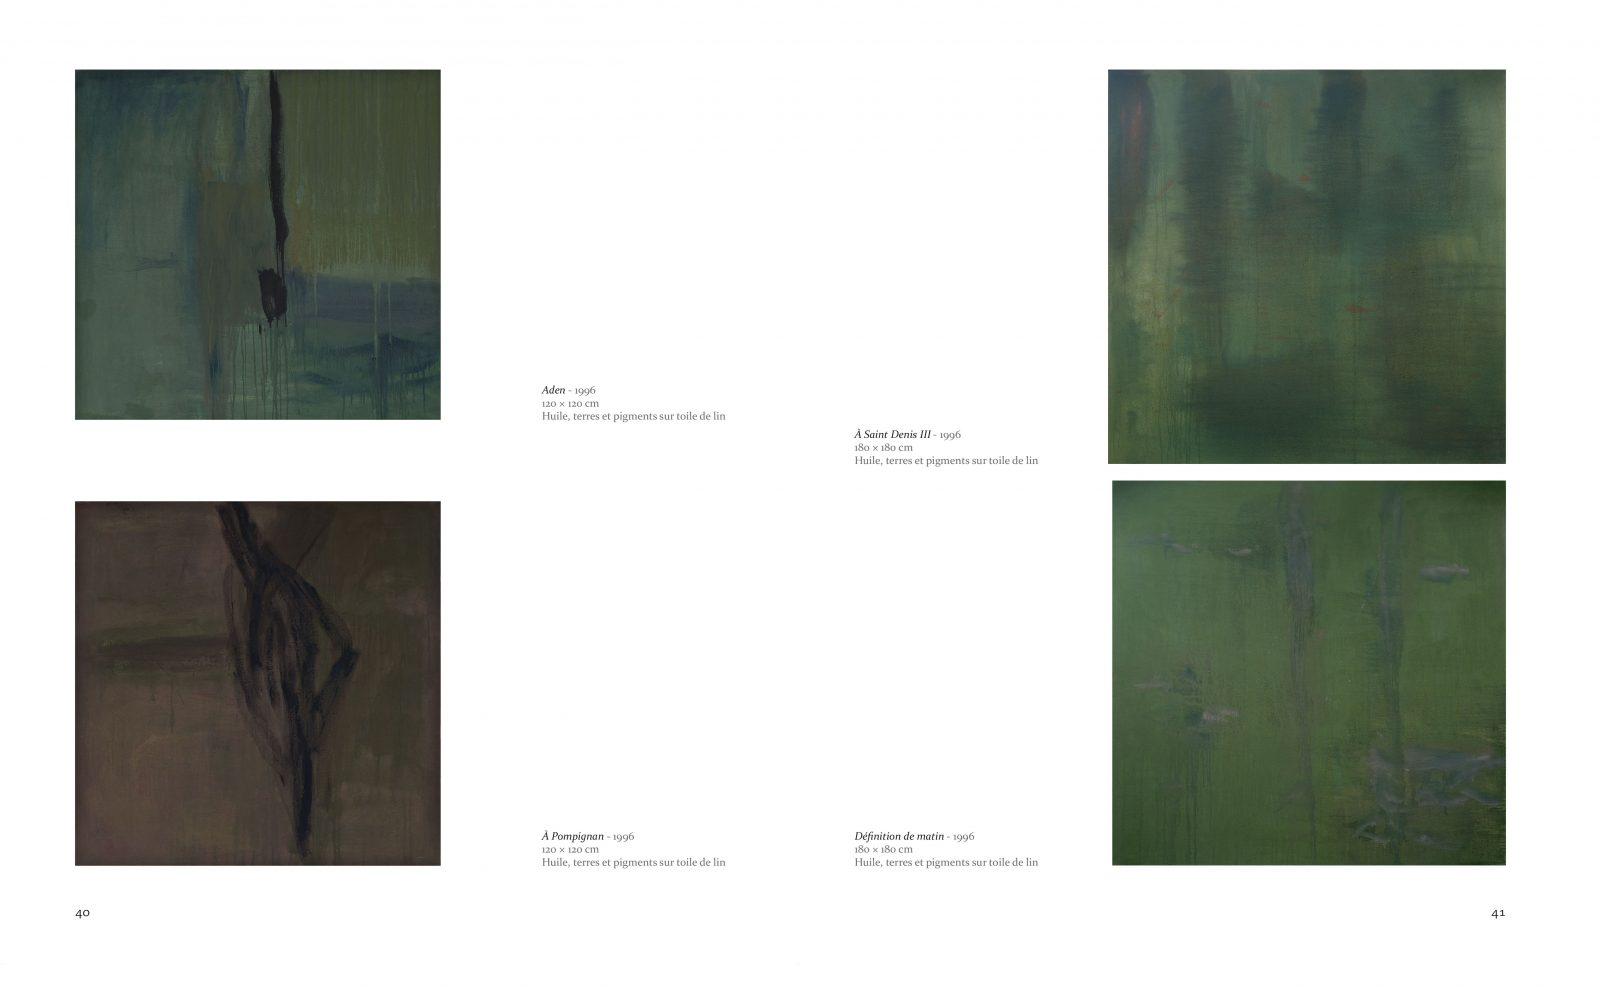 Aden - 1996
120 × 120 cm
Huile, terres et pigments sur toile de lin
À Pompignan - 1996
120 × 120 cm
Huile, terres et pigments sur toile de lin
40
À Saint Denis III - 1996
180 × 180 cm
Huile, terres et pigments sur toile de lin
Définition de matin - 1996
180 × 180 cm
Huile, terres et pigments sur toile de lin
41